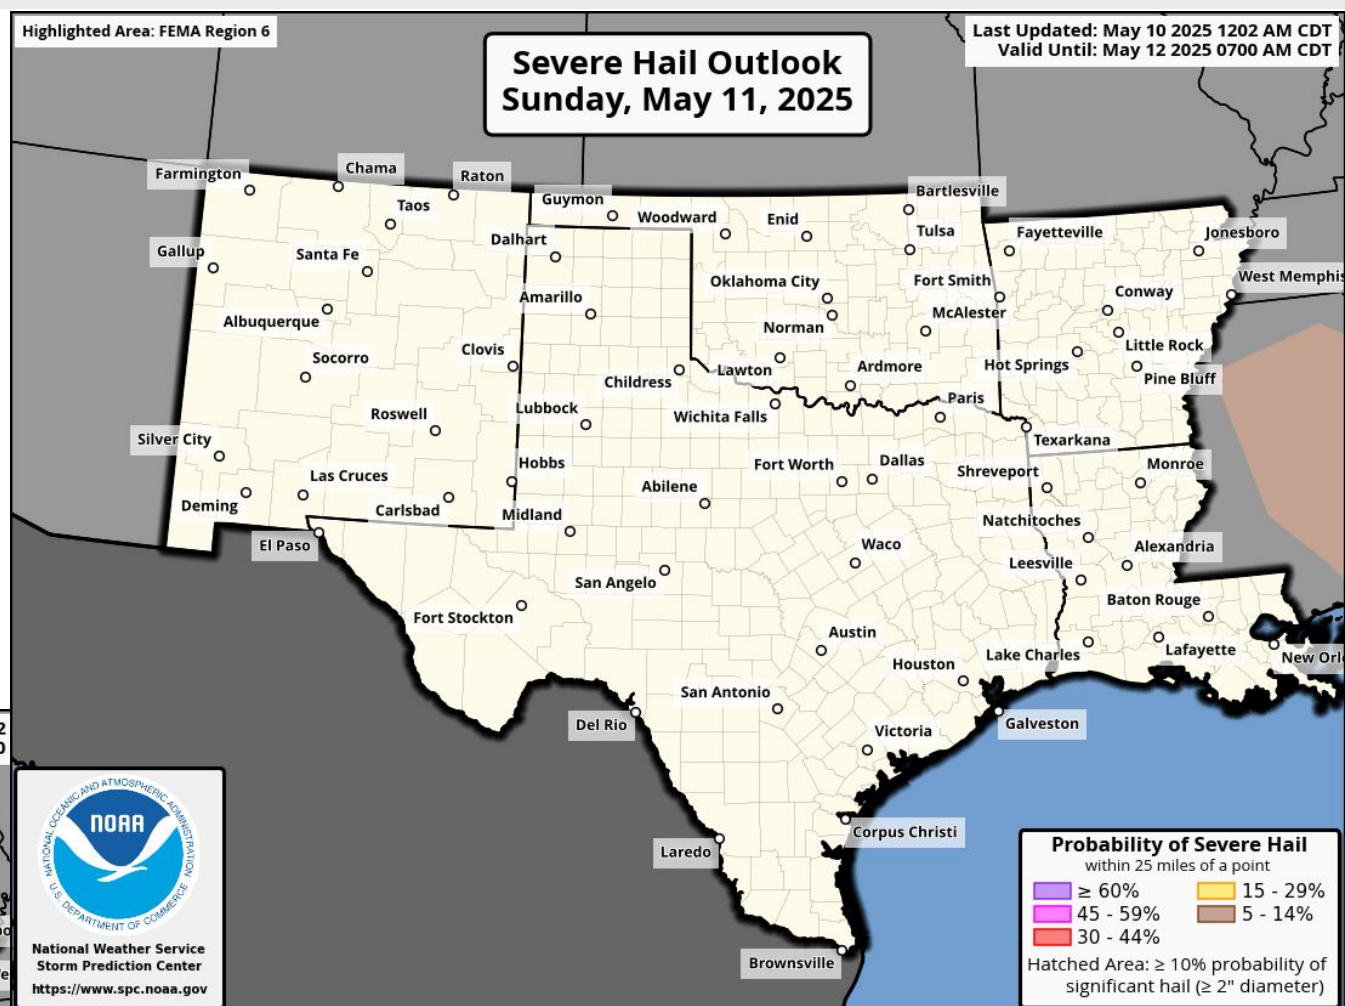 Highlighted Area: FEMA Region 6
Last Updated: May 10 2025 1202 AM CDT
Valid Until: May 12 2025 0700 AM CDT
Severe Hail Outlook
Sunday, May 11, 2025
Farmington
Chama
Raton
Taos
Guymon
Woodward
Enid
Bartlesville
Tulsa
Fayetteville
Jonesboro
Gallup
Santa Fe
Dalhart
Oklahoma City
Fort Smith
West Memphis
Albuquerque
Amarillo
Norman
McAlester
Conway
Little Rock
Socorro
Clovis
Childress
Lawton
Ardmore
Hot Springs
Pine Bluff
Roswell
Lubbock
Wichita Falls
Paris
Texarkana
Silver City
Las Cruces
Hobbs
Fort Worth
Dallas
Shreveport
Monroe
Deming
Carlsbad
Midland
Abilene
Natchitoches
El Paso
San Angelo
Waco
Leesville
Alexandria
Fort Stockton
Baton Rouge
Austin
Houston
Lake Charles
Lafayette
New Orl
San Antonio
Del Rio
Victoria
Galveston
Laredo
Corpus Christi
Brownsville
2
0
NATIONAL OCEANIC AND ATMOSPHERIC ADMINISTRATION
NOAA
U.S. DEPARTMENT OF COMMERCE
National Weather Service
Storm Prediction Center
https://www.spc.noaa.gov
Probability of Severe Hail
within 25 miles of a point
≥ 60%
15 - 29%
45 - 59%
5 - 14%
30 - 44%
Hatched Area: ≥ 10% probability of
significant hail (≥ 2" diameter)